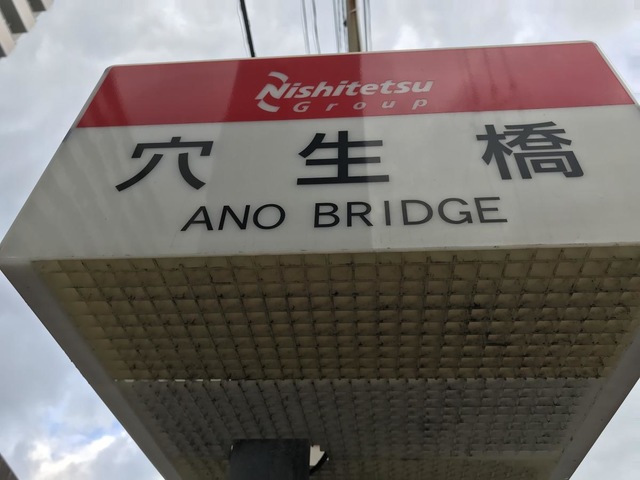 Nishitetsu
Group
穴生橋
ANO BRIDGE